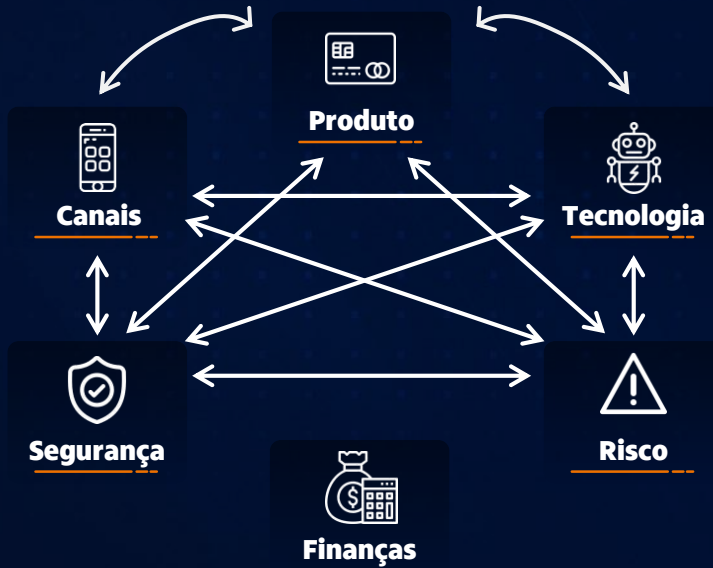 Produto
Canais
Tecnologia
Segurança
Risco
Finanças